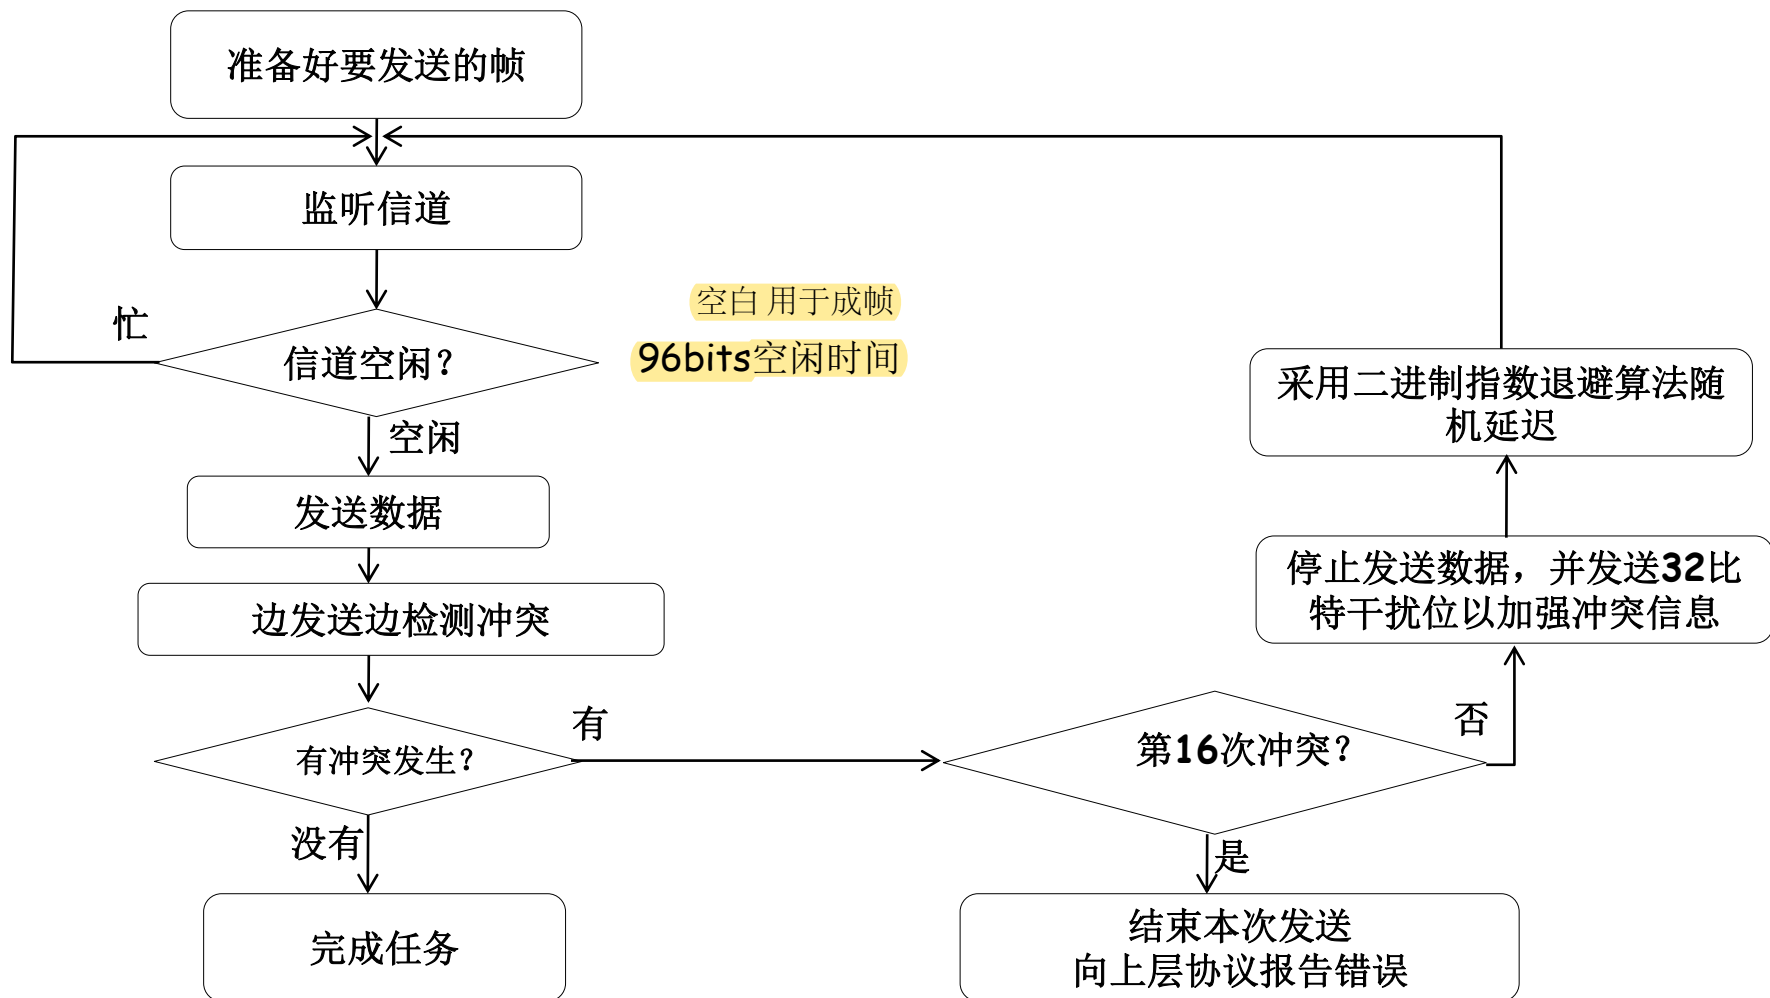 准备好要发送的帧
监听信道
忙
信道空闲？
空白 用于成帧
96bits空闲时间
空闲
采用二进制指数退避算法随
机延迟
发送数据
停止发送数据，并发送32比
特干扰位以加强冲突信息
边发送边检测冲突
有冲突发生？
有
第16次冲突？
否
没有
是
完成任务
结束本次发送
向上层协议报告错误